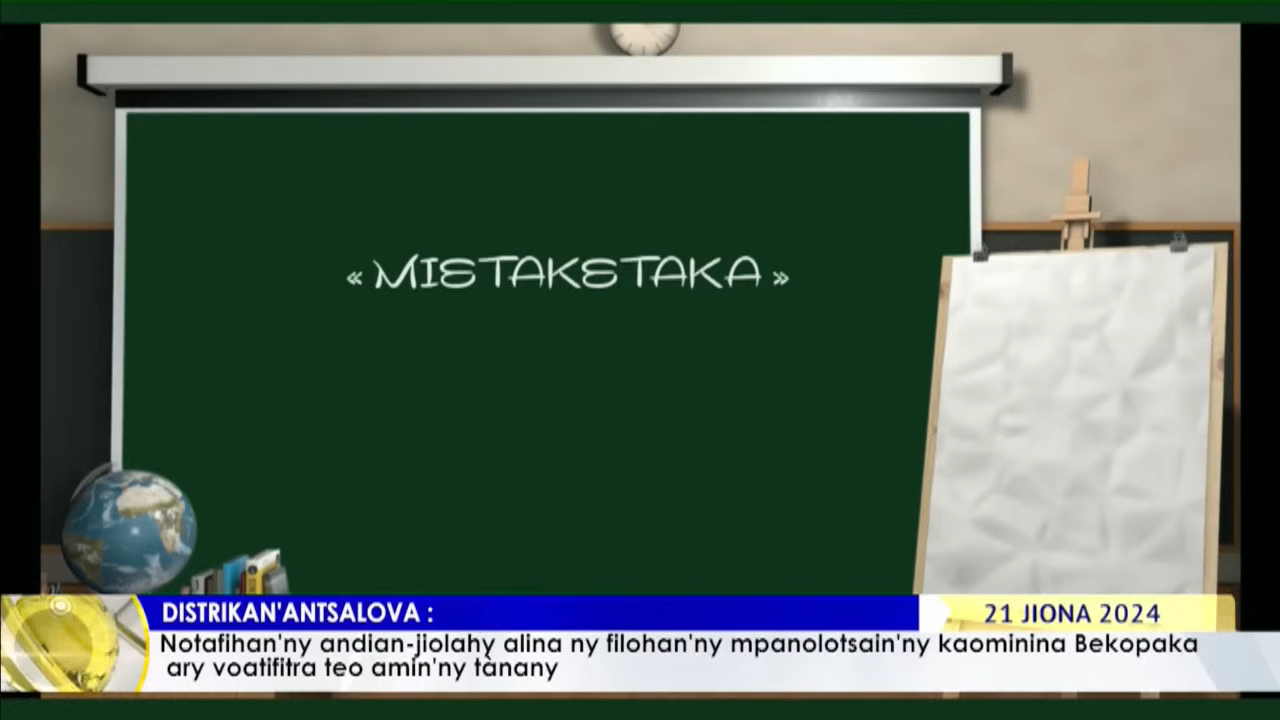 « MISTAKSTAKA »
DISTRIKAN'ANTSALOVA :
21 JIONA 2024
Notafihan'ny andian-jiolahy alina ny filohan'ny mpanolotsain'ny kaominina Bekopaka
ary voatifitra teo amin'ny tànany